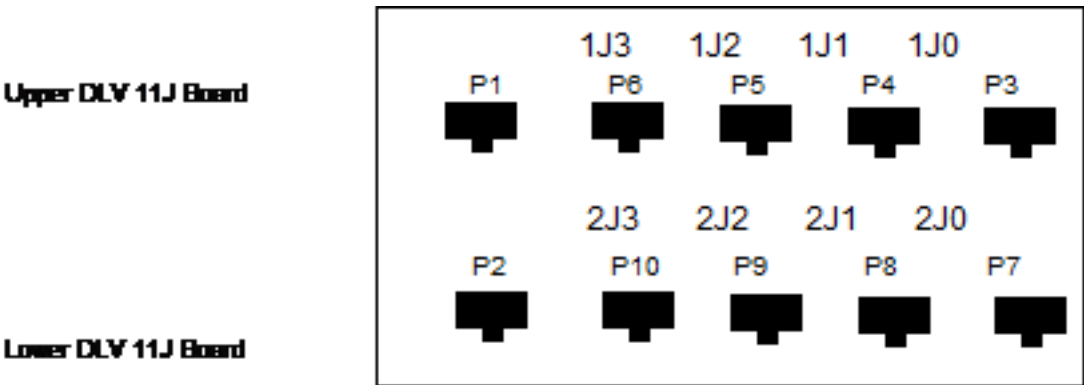 1J3 1J2 1J1 1J0
Upper DLV 11J Board
P1 P6 P5 P4 P3
2J3 2J2 2J1 2J0
P2 P10 P9 P8 P7
Lower DLV 11J Board